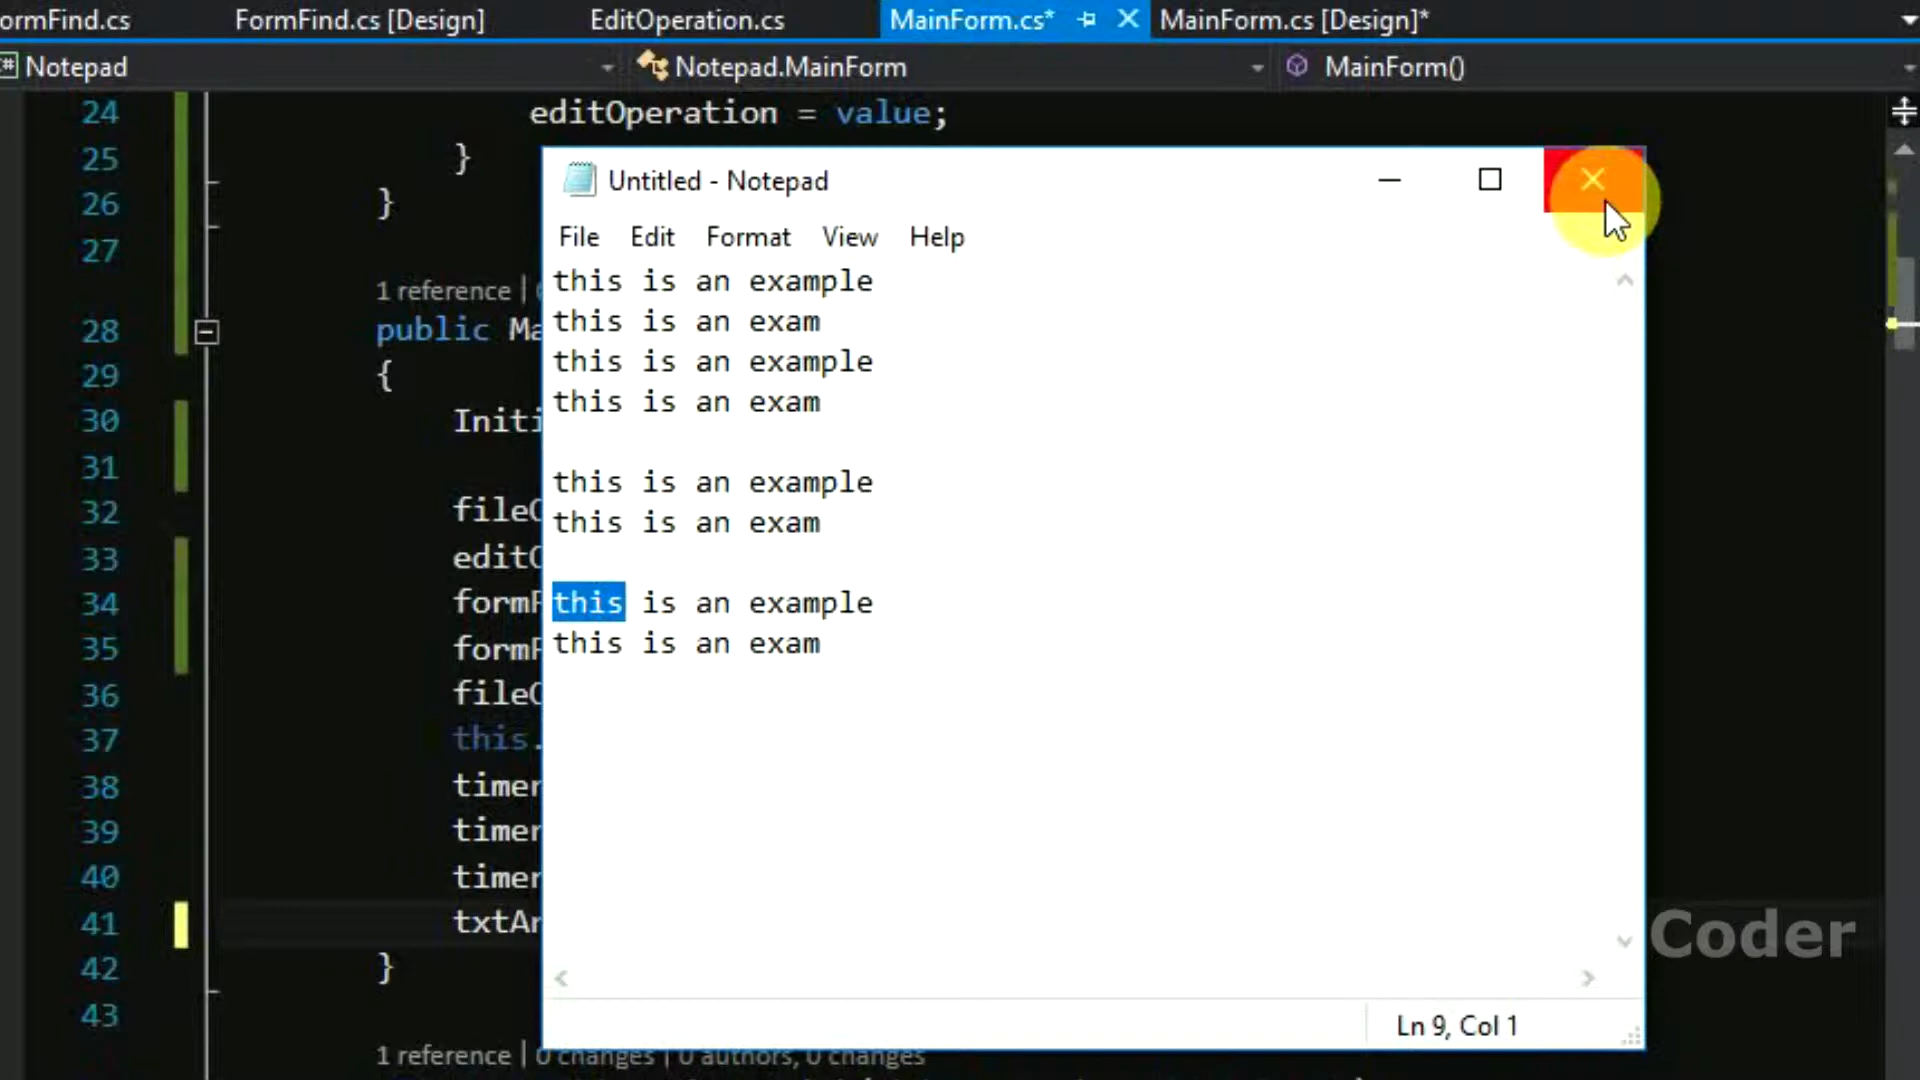 ormFind.cs FormFind.cs [Design] EditOperation.cs MainForm.cs* MainForm.cs [Design]*
Notepad Notepad.MainForm MainForm()
24 editOperation = value;
25 }
26 }
27
1 reference |
28 public Ma
29 {
30 Initi
31
32 fileO
33 editO
34 formF
35 formF
36 fileO
37 this.
38 timer
39 timer
40 timer
41 txtAr
42 }
43
1 reference | 0 changes | 0 authors, 0 changes
Untitled - Notepad
File Edit Format View Help
this is an example
this is an exam
this is an example
this is an exam
this is an example
this is an exam
this is an example
this is an exam
Ln 9, Col 1
Coder